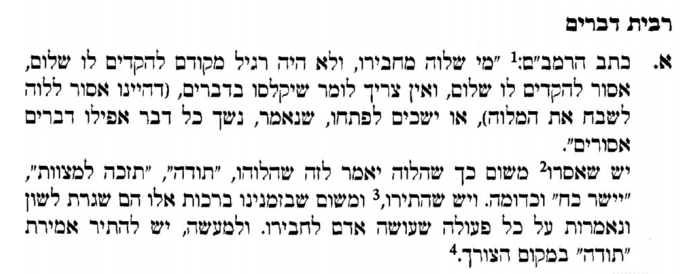 רבית דברים
א. כתב הרמב״ם:1 ״מי שלוה מחבירו, ולא היה רגיל מקודם להקדים לו שלום,
אסור להקדים לו שלום, ואין צריך לומר שיקלסו בדברים, (דהיינו אסור ללוה
לשבח את המלוה), או ישכים לפתחו, שנאמר, נשך כל דבר אפילו דברים
אסורים״.
יש שאסרו2 משום כך שהלוה יאמר לזה שהלוהו, ״תודה״, ״תזכה למצוות״,
״יישר כח״ וכדומה. ויש שהתירו,3 ומשום שבזמנינו ברכות אלו הם שגרת לשון
ונאמרות על כל פעולה שעושה אדם לחבירו. ולמעשה, יש להתיר אמירת
״תודה״ במקום הצורך.4